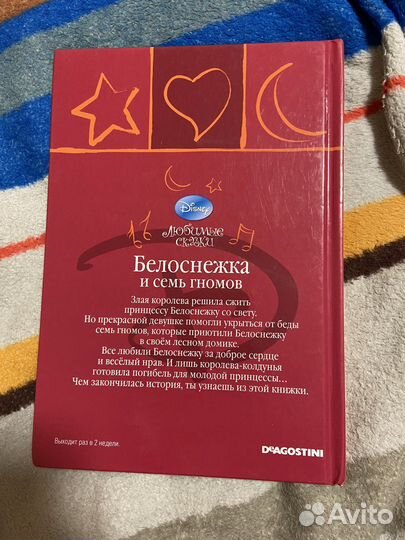 Disney
Любимые
сказки
Белоснежка
и семь гномов
Злая королева решила сжить
принцессу Белоснежку со свету.
Но прекрасной девушке помогли укрыться от беды
семь гномов, которые приютили Белоснежку
в своём лесном домике.
Все любили Белоснежку за доброе сердце
и весёлый нрав. И лишь королева-колдунья
готовила погибель для молодой принцессы...
Чем закончилась история, ты узнаешь из этой книжки.
Выходит раз в 2 недели.
DeAGOSTINI
Avito